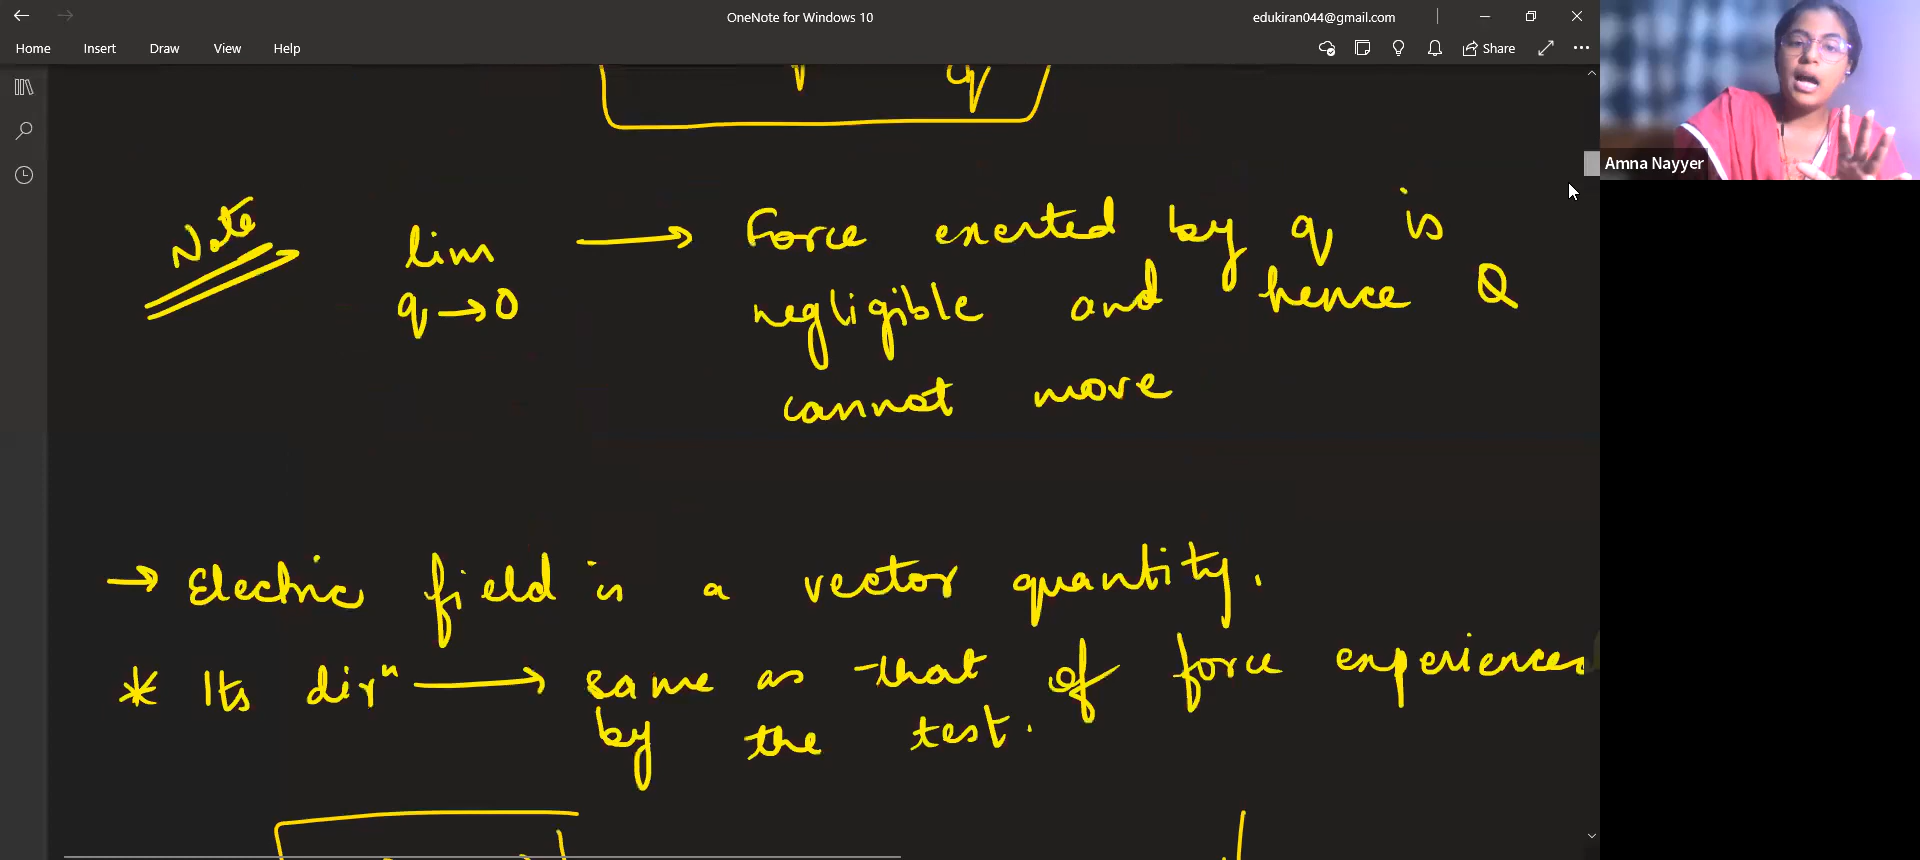 OneNote for Windows 10
edukiran044@gmail.com
Home Insert Draw View Help
Share
q
Amna Nayyer
Note
lim → Force exerted by q is
q → 0 negligible and hence Q
cannot move
→ Electric field is a vector quantity.
* Its dirⁿ → same as that of force experienced
by the test.